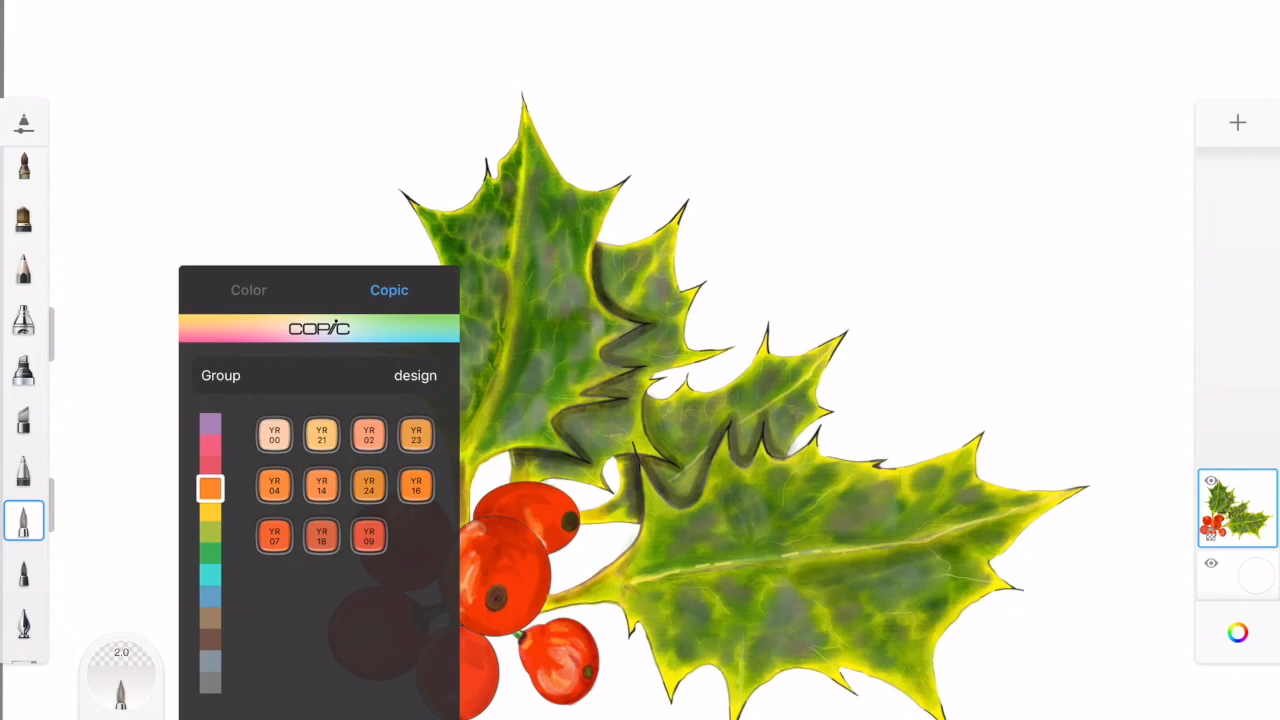 Color Copic
COPIC
Group design
YR 00 YR 21 YR 02 YR 23
YR 04 YR 14 YR 24 YR 16
YR 07 YR 18 YR 09
2.0